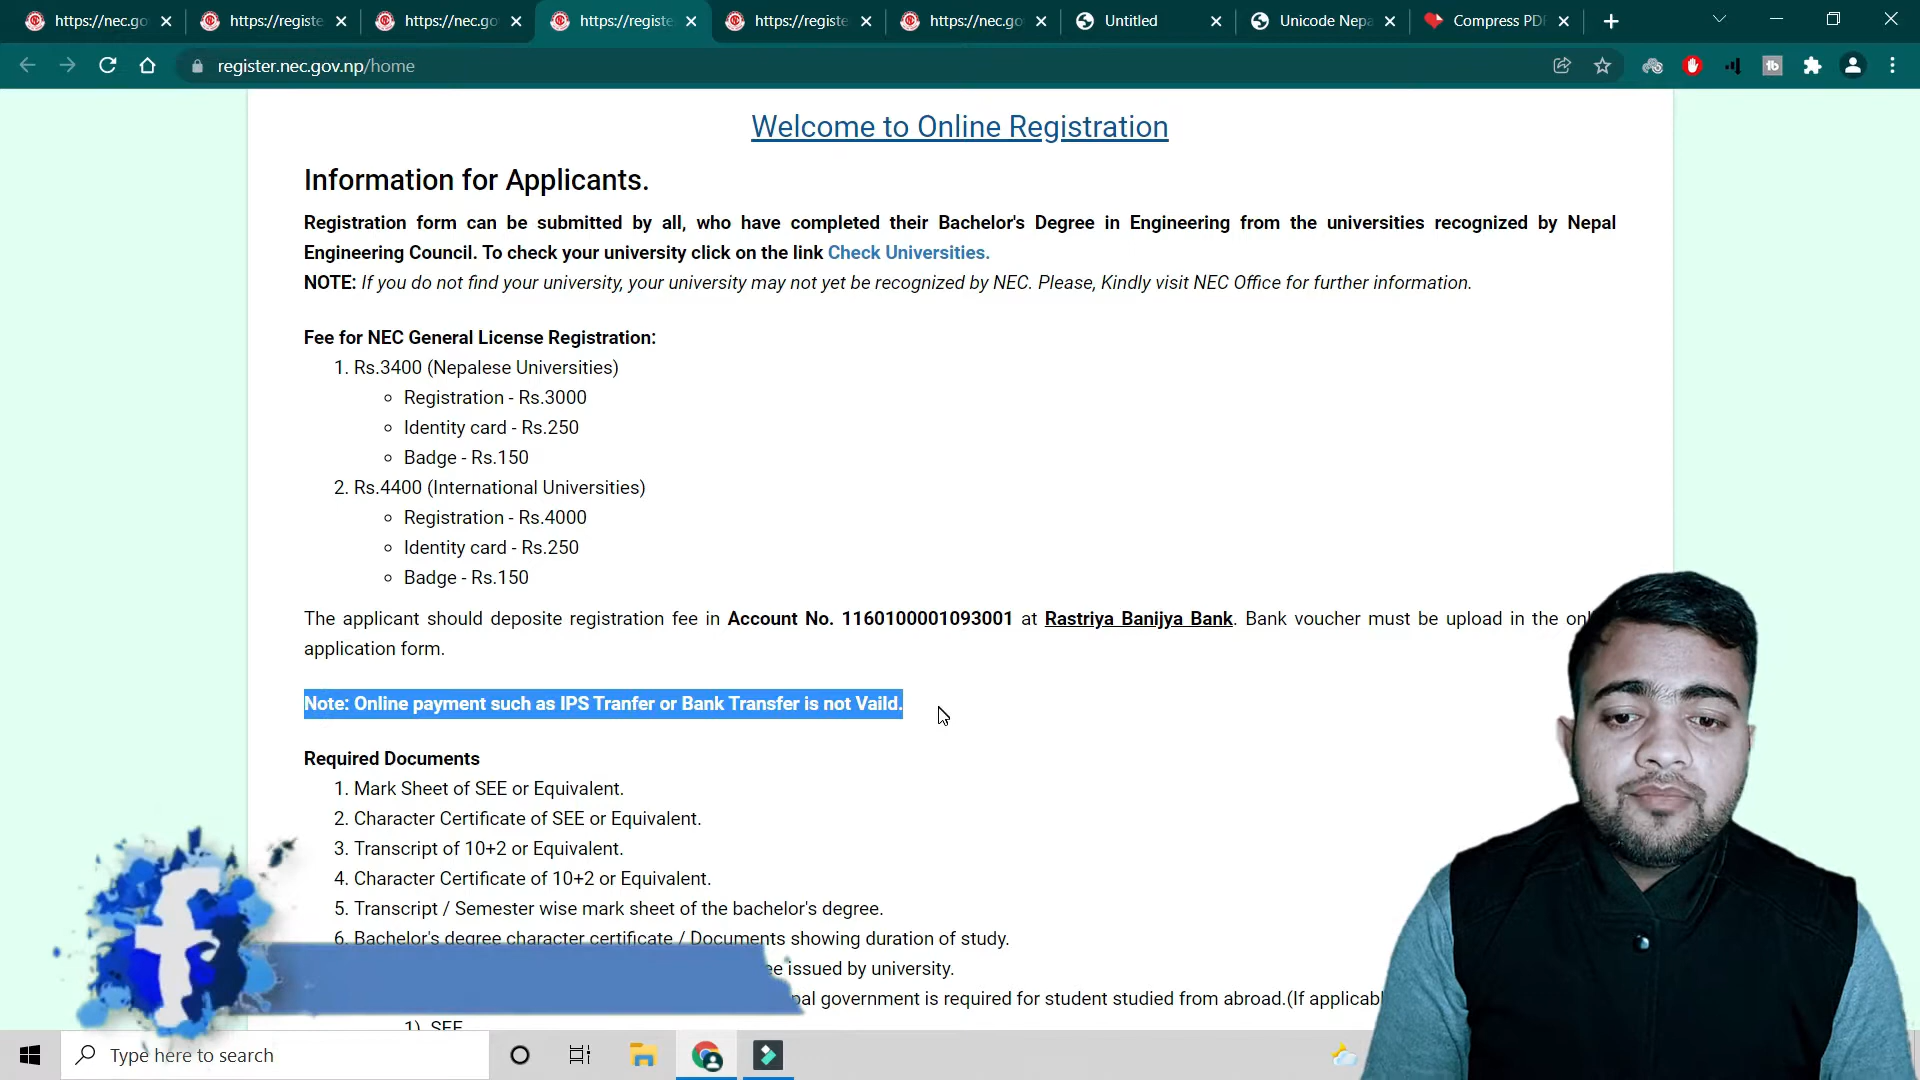 https://nec.go
https://registe
https://nec.go
https://registe
https://registe
https://nec.go
Untitled
Unicode Nep
Compress PD
register.nec.gov.np/home
Welcome to Online Registration
Information for Applicants.
Registration form can be submitted by all, who have completed their Bachelor's Degree in Engineering from the universities recognized by Nepal
Engineering Council. To check your university click on the link Check Universities.
NOTE: If you do not find your university, your university may not yet be recognized by NEC. Please, Kindly visit NEC Office for further information.
Fee for NEC General License Registration:
1. Rs.3400 (Nepalese Universities)
Registration - Rs.3000
Identity card - Rs.250
Badge - Rs.150
2. Rs.4400 (International Universities)
Registration - Rs.4000
Identity card - Rs.250
Badge - Rs.150
The applicant should deposite registration fee in Account No. 1160100001093001 at Rastriya Banijya Bank. Bank voucher must be upload in the
application form.
Note: Online payment such as IPS Tranfer or Bank Transfer is not Vaild.
Required Documents
1. Mark Sheet of SEE or Equivalent.
2. Character Certificate of SEE or Equivalent.
3. Transcript of 10+2 or Equivalent.
4. Character Certificate of 10+2 or Equivalent.
5. Transcript / Semester wise mark sheet of the bachelor's degree.
6. Bachelor's degree character certificate / Documents showing duration of study.
issued by university.
government is required for student studied from abroad.(If
1). SEE
Type here to search